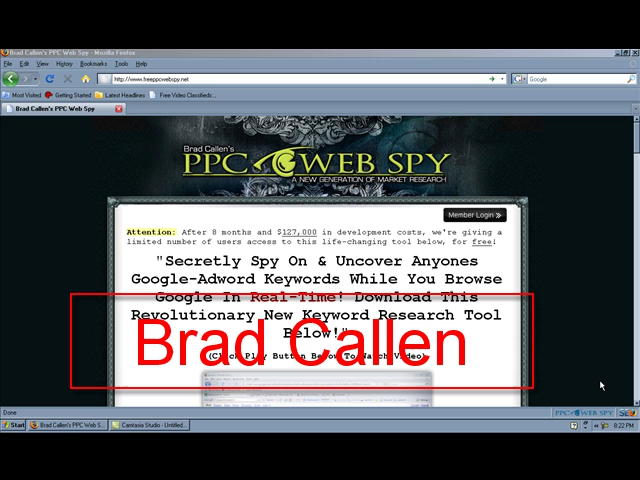 Brad Callen's PPC Web Spy - Mozilla Firefox
File Edit View History Bookmarks Tools Help
http://www.freeppcwebspy.net
Google
Most Visited Getting Started Latest Headlines Free Video Classifieds...
Brad Callen's PPC Web Spy
Brad Callen's
PPC WEB SPY
A NEW GENERATION OF MARKET RESEARCH
Member Login »
Attention: After 8 months and $127,000 in development costs, we're giving a
limited number of users access to this life-changing tool below, for free!
"Secretly Spy On & Uncover Anyones
Google-Adword Keywords While You Browse
Google In Real-Time! Download This
Revolutionary New Keyword Research Tool
Below!"
Brad Callen
(Click Play Button Below To Watch Video)
Done
PPC WEB SPY
Start
Brad Callen's PPC Web S...
Camtasia Studio - Untitled...
8:22 PM